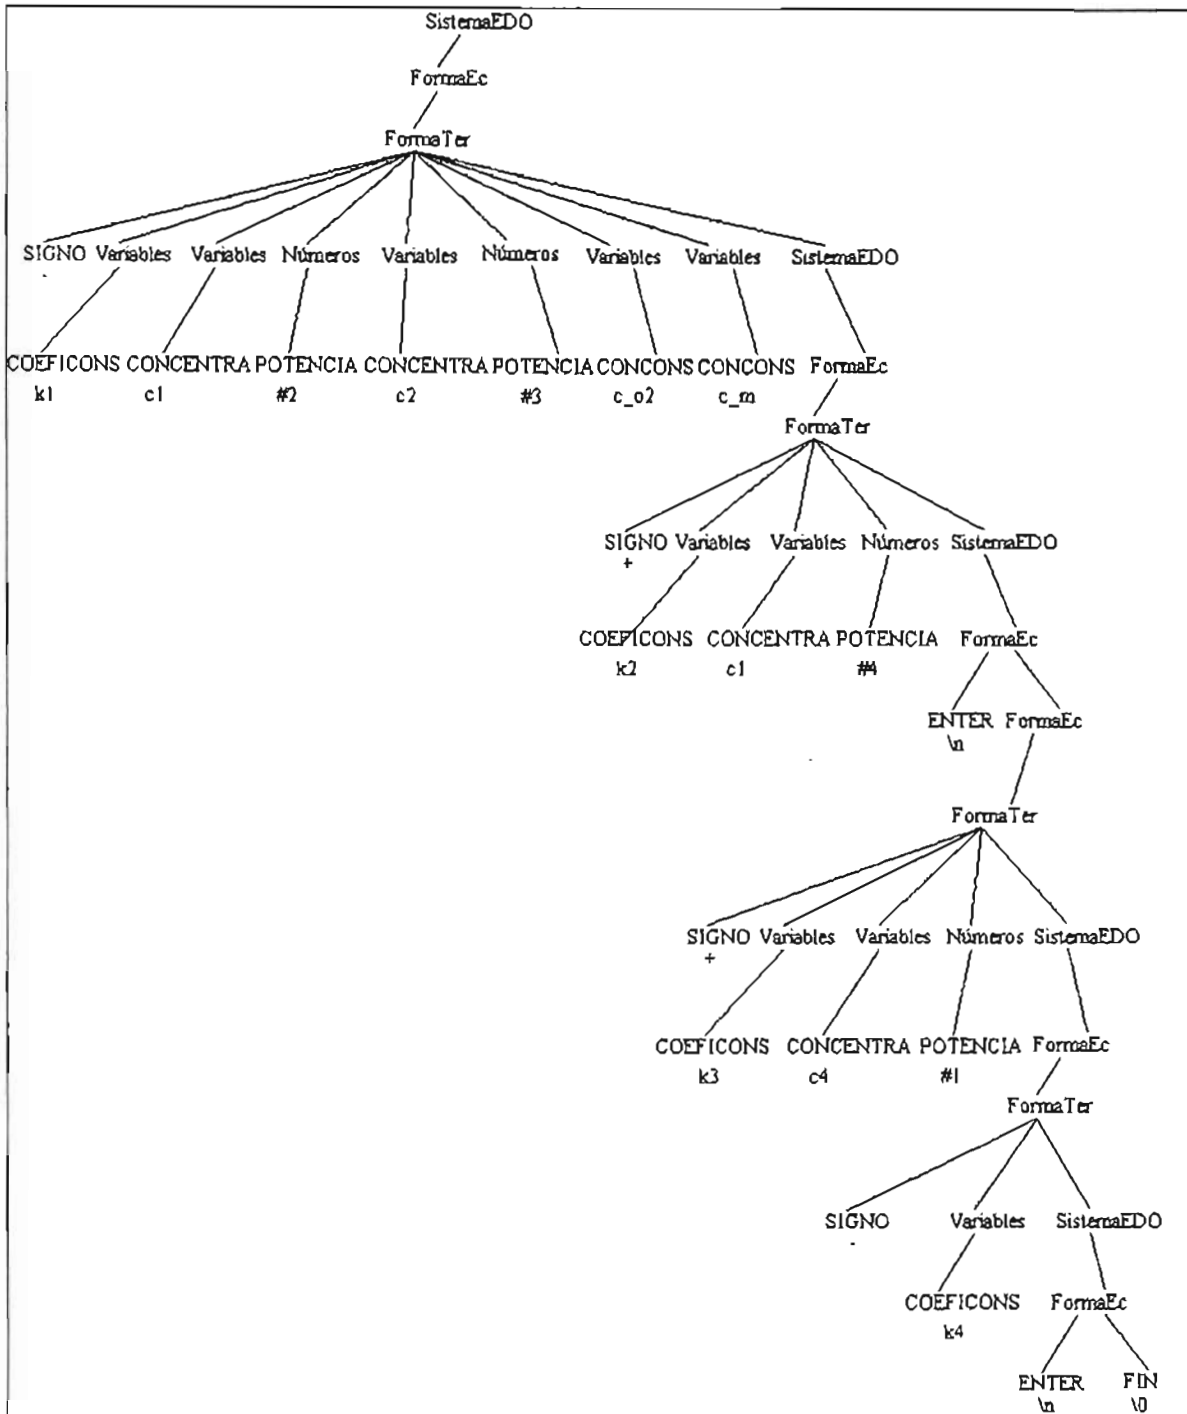 SistemaEDO
FormaEc
FormaTer
SIGNO Variables Variables Números Variables Números Variables Variables SistemaEDO
-
COEFICONS CONCENTRA POTENCIA CONCENTRA POTENCIA CONCONS CONCONS FormaEc
k1 c1 #2 c2 #3 c_o2 c_m
FormaTer
SIGNO Variables Variables Números SistemaEDO
+
COEFICONS CONCENTRA POTENCIA FormaEc
k2 c1 #4
ENTER FormaEc
\n
FormaTer
SIGNO Variables Variables Números SistemaEDO
+
COEFICONS CONCENTRA POTENCIA FormaEc
k3 c4 #1
FormaTer
SIGNO Variables SistemaEDO
-
COEFICONS FormaEc
k4
ENTER FIN
\n \0